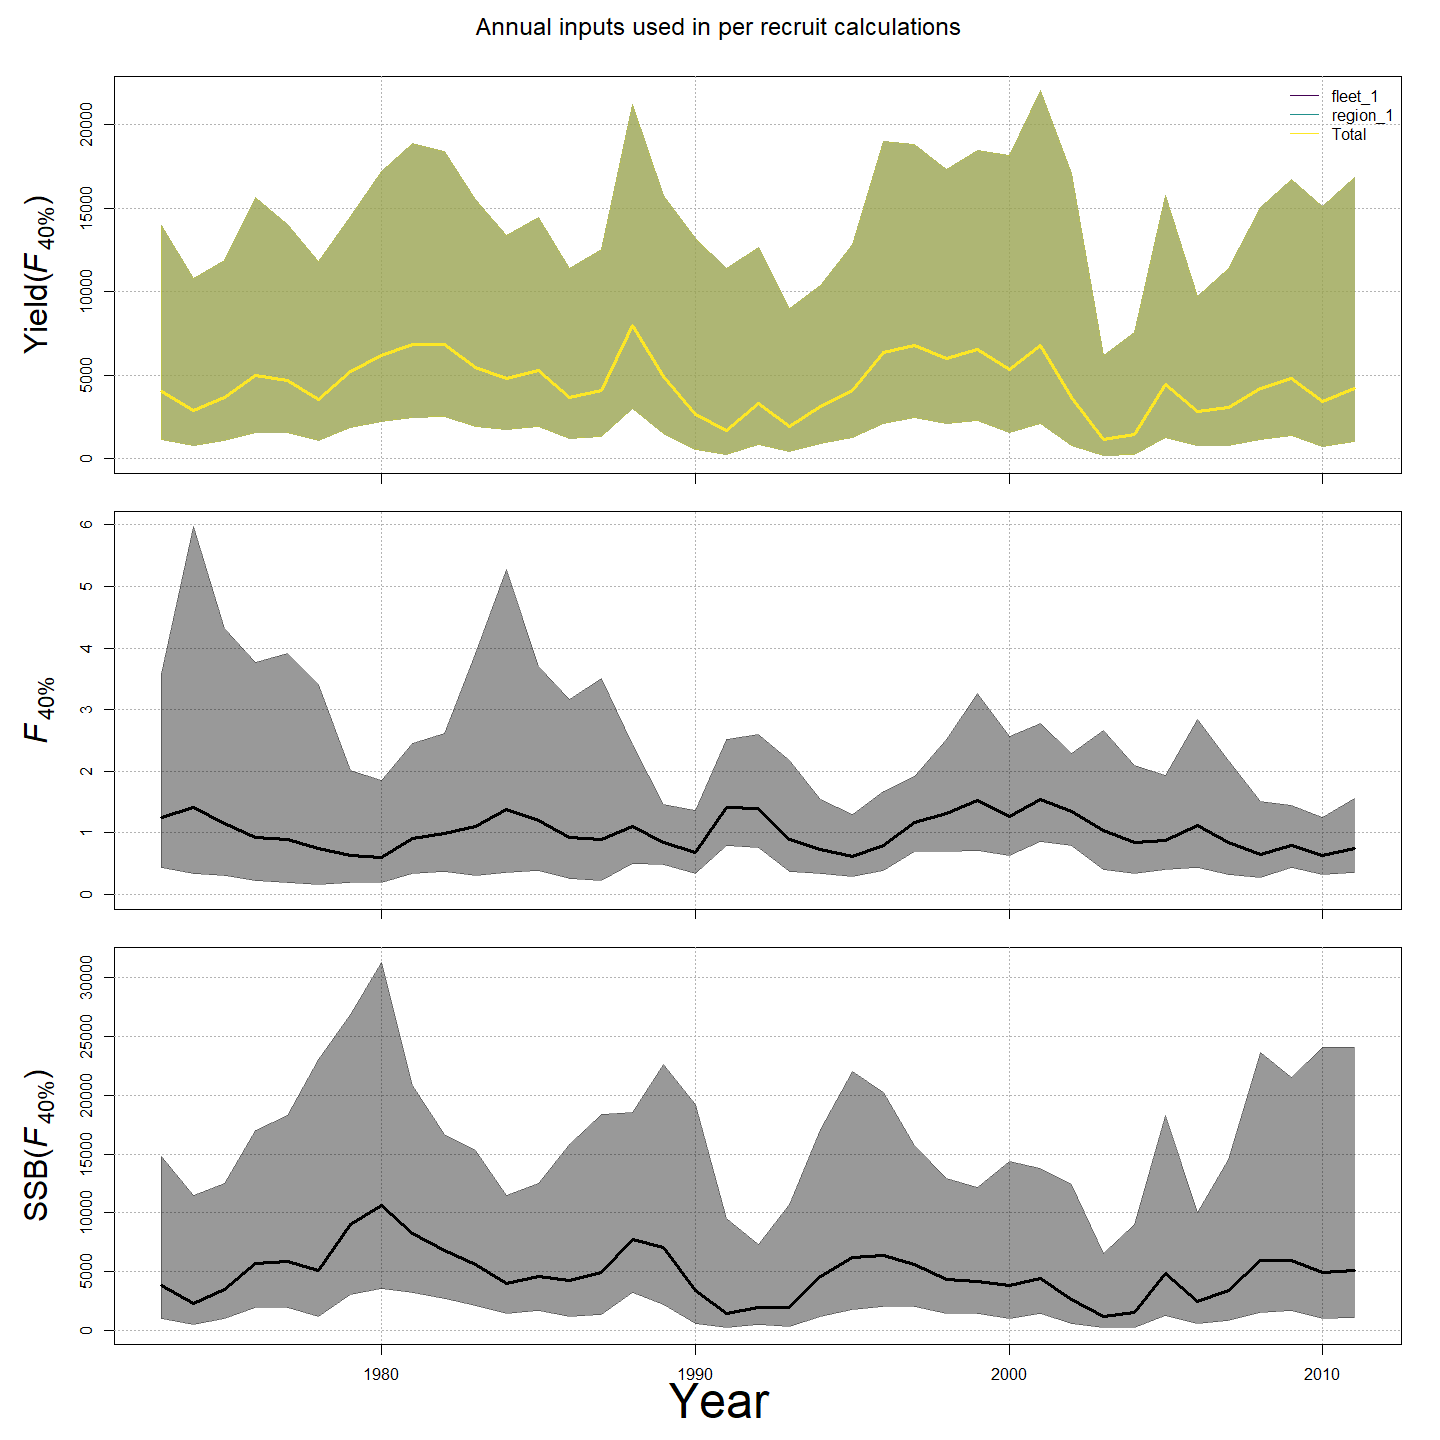 Annual inputs used in per recruit calculations
Yield(F40%)
20000
15000
10000
5000
0
fleet_1
region_1
Total
F40%
6
5
4
3
2
1
0
SSB(F40%)
30000
25000
20000
15000
10000
5000
0
1980 1990 2000 2010
Year